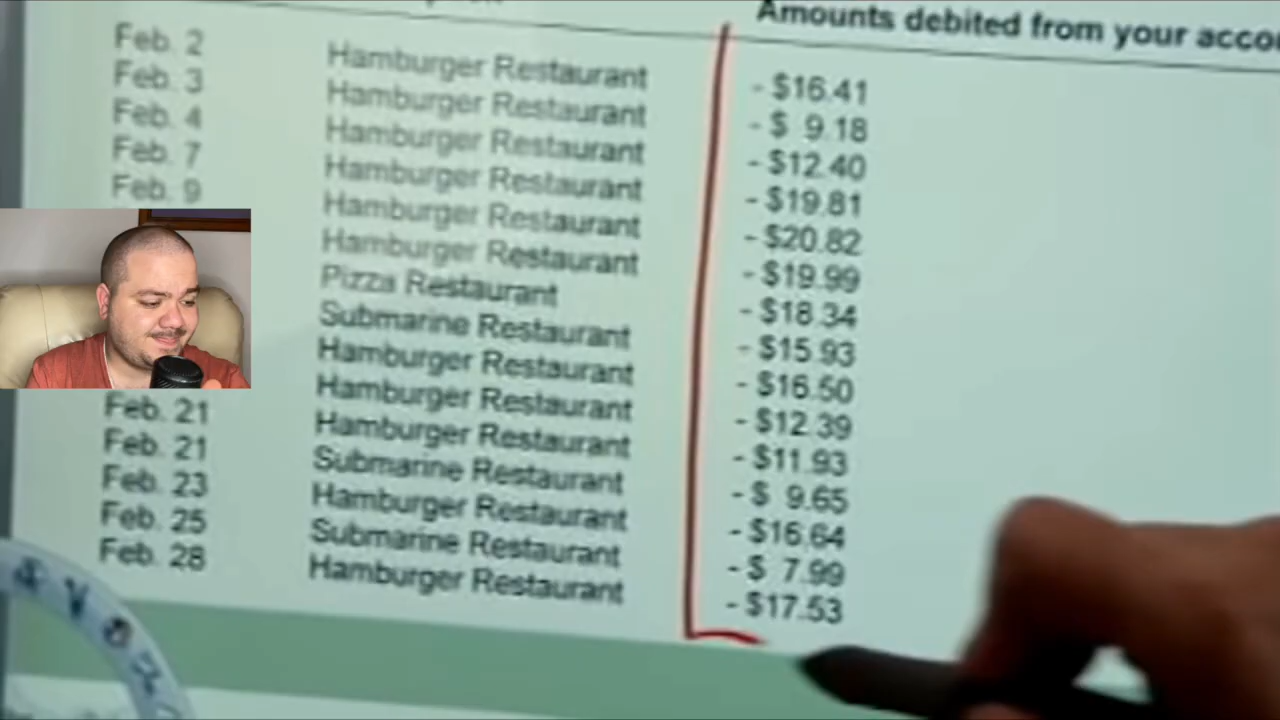 Amounts debited from your
Feb. 2 Hamburger Restaurant - $16.41
Feb. 3 Hamburger Restaurant - $ 9.18
Feb. 4 Hamburger Restaurant - $12.40
Feb. 7 Hamburger Restaurant - $19.81
Feb. 9 Hamburger Restaurant - $20.82
Hamburger Restaurant - $19.99
Pizza Restaurant - $18.34
Submarine Restaurant - $15.93
Hamburger Restaurant - $16.50
Hamburger Restaurant - $12.39
Feb. 21 Hamburger Restaurant - $11.93
Feb. 21 Submarine Restaurant - $ 9.65
Feb. 23 Hamburger Restaurant - $16.64
Feb. 25 Submarine Restaurant - $ 7.99
Feb. 28 Hamburger Restaurant - $17.53